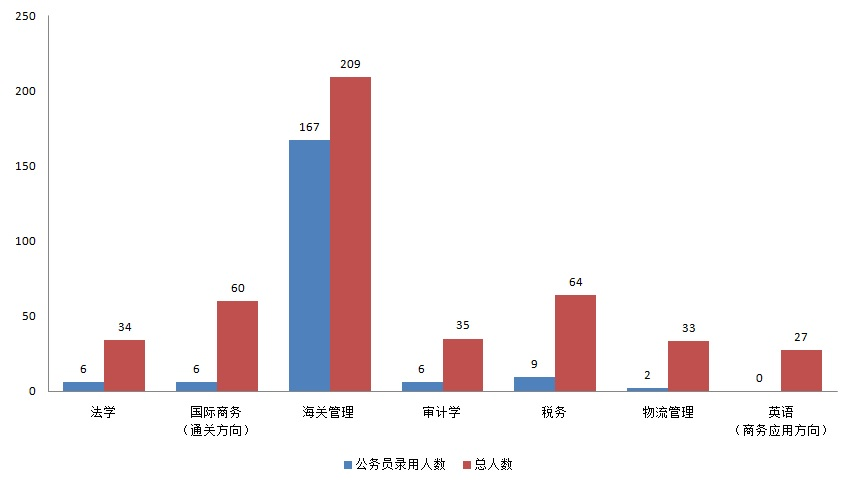 250
200
150
100
50
0
6
34
6
60
167
209
6
35
9
64
2
33
0
27
法学
国际商务
（通关方向）
海关管理
审计学
税务
物流管理
英语
（商务应用方向）
公务员录用人数
总人数